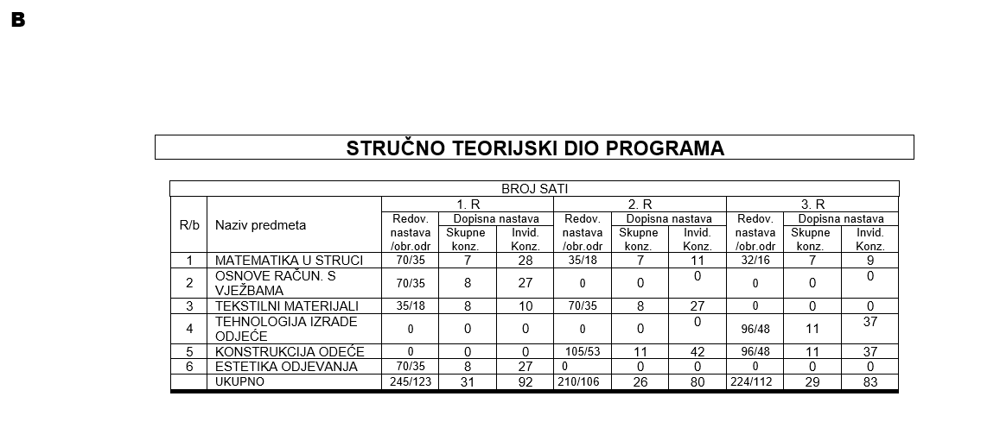 B
STRUČNO TEORIJSKI DIO PROGRAMA
BROJ SATI
R/b Naziv predmeta 1. R 2. R 3. R
Redov. nastava /obr.odr Dopisna nastava Redov. nastava /obr.odr Dopisna nastava Redov. nastava /obr.odr Dopisna nastava
Skupne konz. Invid. Konz. Skupne konz. Invid. Konz. Skupne konz. Invid. Konz.
1 MATEMATIKA U STRUCI 70/35 7 28 35/18 7 11 32/16 7 9
2 OSNOVE RAČUN. S VJEŽBAMA 70/35 8 27 0 0 0 0 0 0
3 TEKSTILNI MATERIJALI 35/18 8 10 70/35 8 27 0 0 0
4 TEHNOLOGIJA IZRADE ODJEĆE 0 0 0 0 0 0 96/48 11 37
5 KONSTRUKCIJA ODEĆE 0 0 0 105/53 11 42 96/48 11 37
6 ESTETIKA ODJEVANJA 70/35 8 27 0 0 0 0 0 0
UKUPNO 245/123 31 92 210/106 26 80 224/112 29 83